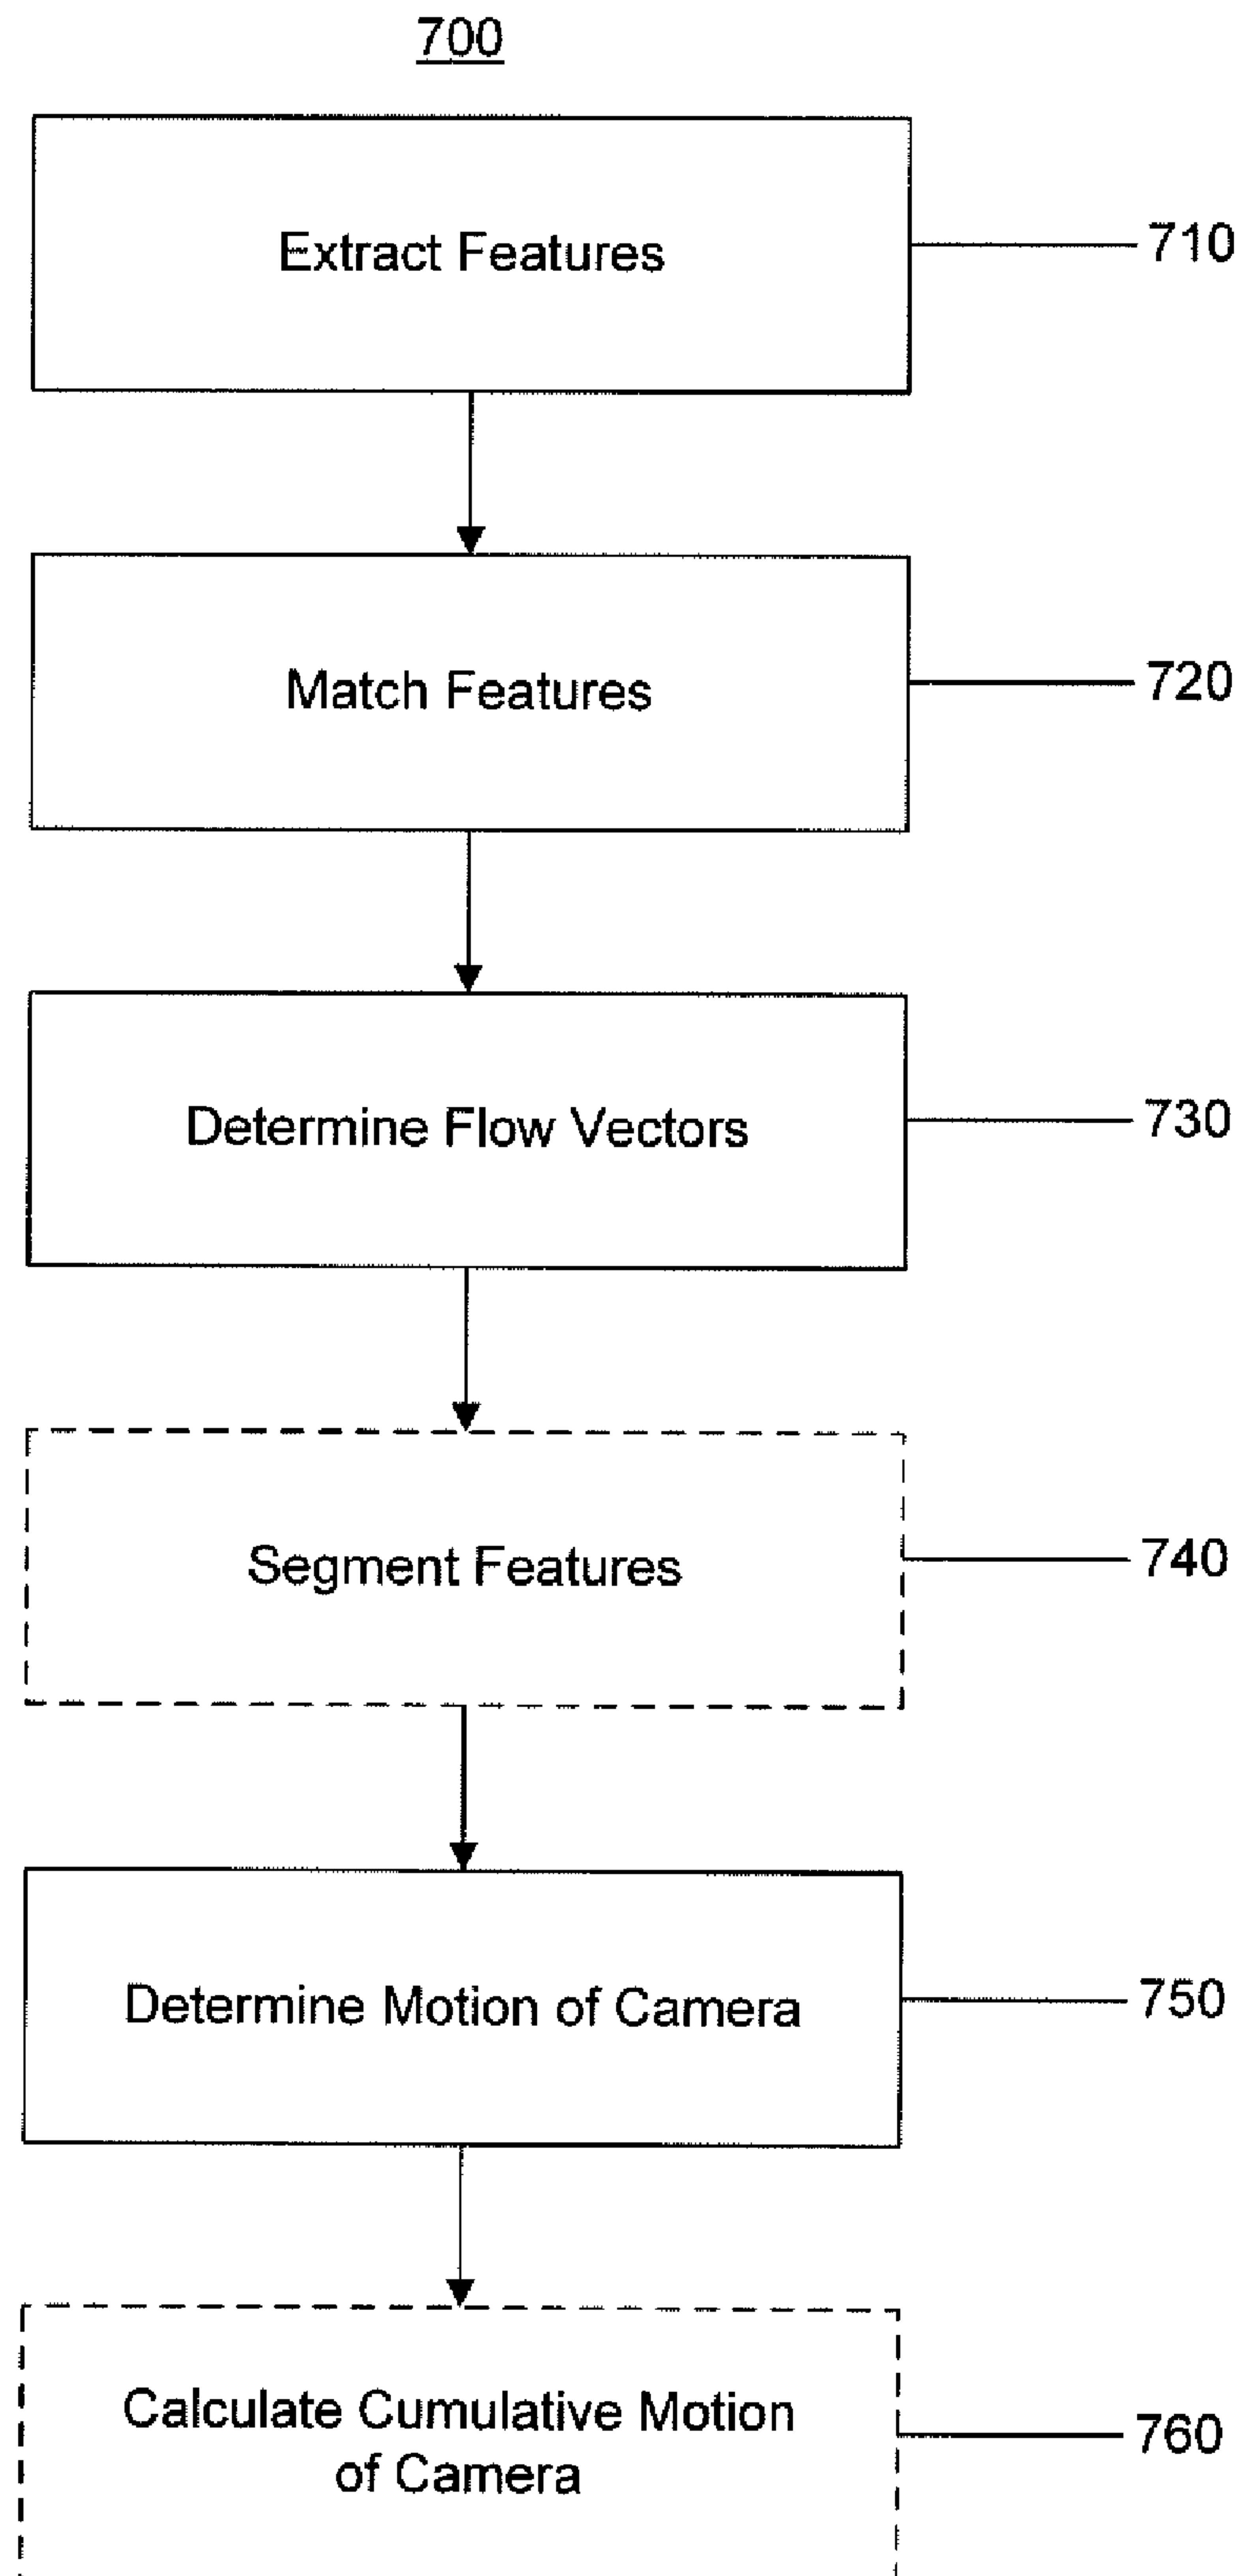 700
Extract Features
710
Match Features
720
Determine Flow Vectors
730
Segment Features
740
Determine Motion of Camera
750
Calculate Cumulative Motion
of Camera
760